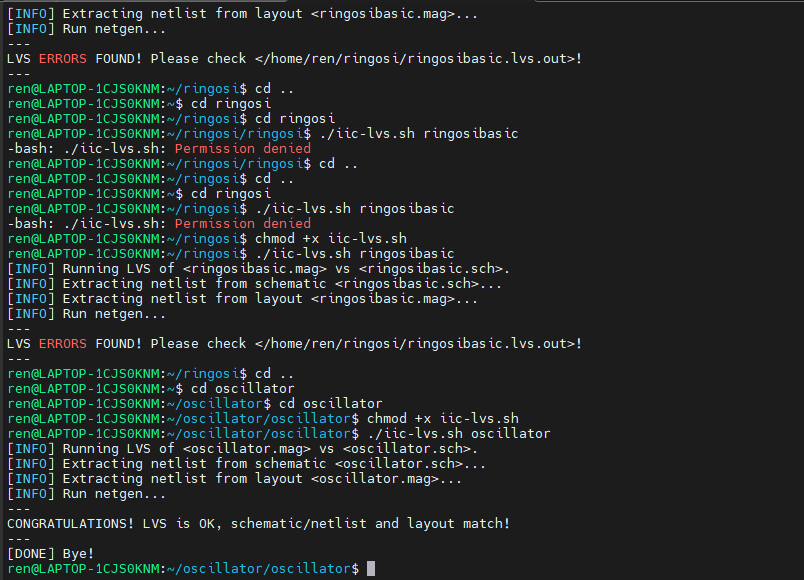 [INFO] Extracting netlist from layout <ringosibasic.mag>...
[INFO] Run netgen...
---
LVS ERRORS FOUND! Please check </home/ren/ringosi/ringosibasic.lvs.out>!
---
ren@LAPTOP-1CJS0KNM:~/ringosi$ cd ..
ren@LAPTOP-1CJS0KNM:~$ cd ringosi
ren@LAPTOP-1CJS0KNM:~/ringosi$ cd ringosi
ren@LAPTOP-1CJS0KNM:~/ringosi/ringosi$ ./iic-lvs.sh ringosibasic
-bash: ./iic-lvs.sh: Permission denied
ren@LAPTOP-1CJS0KNM:~/ringosi/ringosi$ cd ..
ren@LAPTOP-1CJS0KNM:~/ringosi$ cd ..
ren@LAPTOP-1CJS0KNM:~$ cd ringosi
ren@LAPTOP-1CJS0KNM:~/ringosi$ ./iic-lvs.sh ringosibasic
-bash: ./iic-lvs.sh: Permission denied
ren@LAPTOP-1CJS0KNM:~/ringosi$ chmod +x iic-lvs.sh
ren@LAPTOP-1CJS0KNM:~/ringosi$ ./iic-lvs.sh ringosibasic
[INFO] Running LVS of <ringosibasic.mag> vs <ringosibasic.sch>.
[INFO] Extracting netlist from schematic <ringosibasic.sch>...
[INFO] Extracting netlist from layout <ringosibasic.mag>...
[INFO] Run netgen...
---
LVS ERRORS FOUND! Please check </home/ren/ringosi/ringosibasic.lvs.out>!
---
ren@LAPTOP-1CJS0KNM:~/ringosi$ cd ..
ren@LAPTOP-1CJS0KNM:~$ cd oscillator
ren@LAPTOP-1CJS0KNM:~/oscillator$ cd oscillator
ren@LAPTOP-1CJS0KNM:~/oscillator/oscillator$ chmod +x iic-lvs.sh
ren@LAPTOP-1CJS0KNM:~/oscillator/oscillator$ ./iic-lvs.sh oscillator
[INFO] Running LVS of <oscillator.mag> vs <oscillator.sch>.
[INFO] Extracting netlist from schematic <oscillator.sch>...
[INFO] Extracting netlist from layout <oscillator.mag>...
[INFO] Run netgen...
---
CONGRATULATIONS! LVS is OK, schematic/netlist and layout match!
---
[DONE] Bye!
ren@LAPTOP-1CJS0KNM:~/oscillator/oscillator$